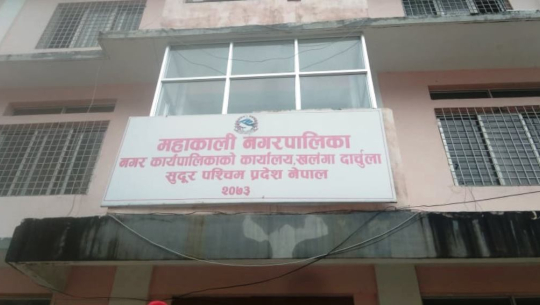 महाकाली नगरपालिका
नगर कार्यपालिकाको कार्यालय, खलंगा दार्चुला
सुदूर पश्चिम प्रदेश नेपाल
२०७३